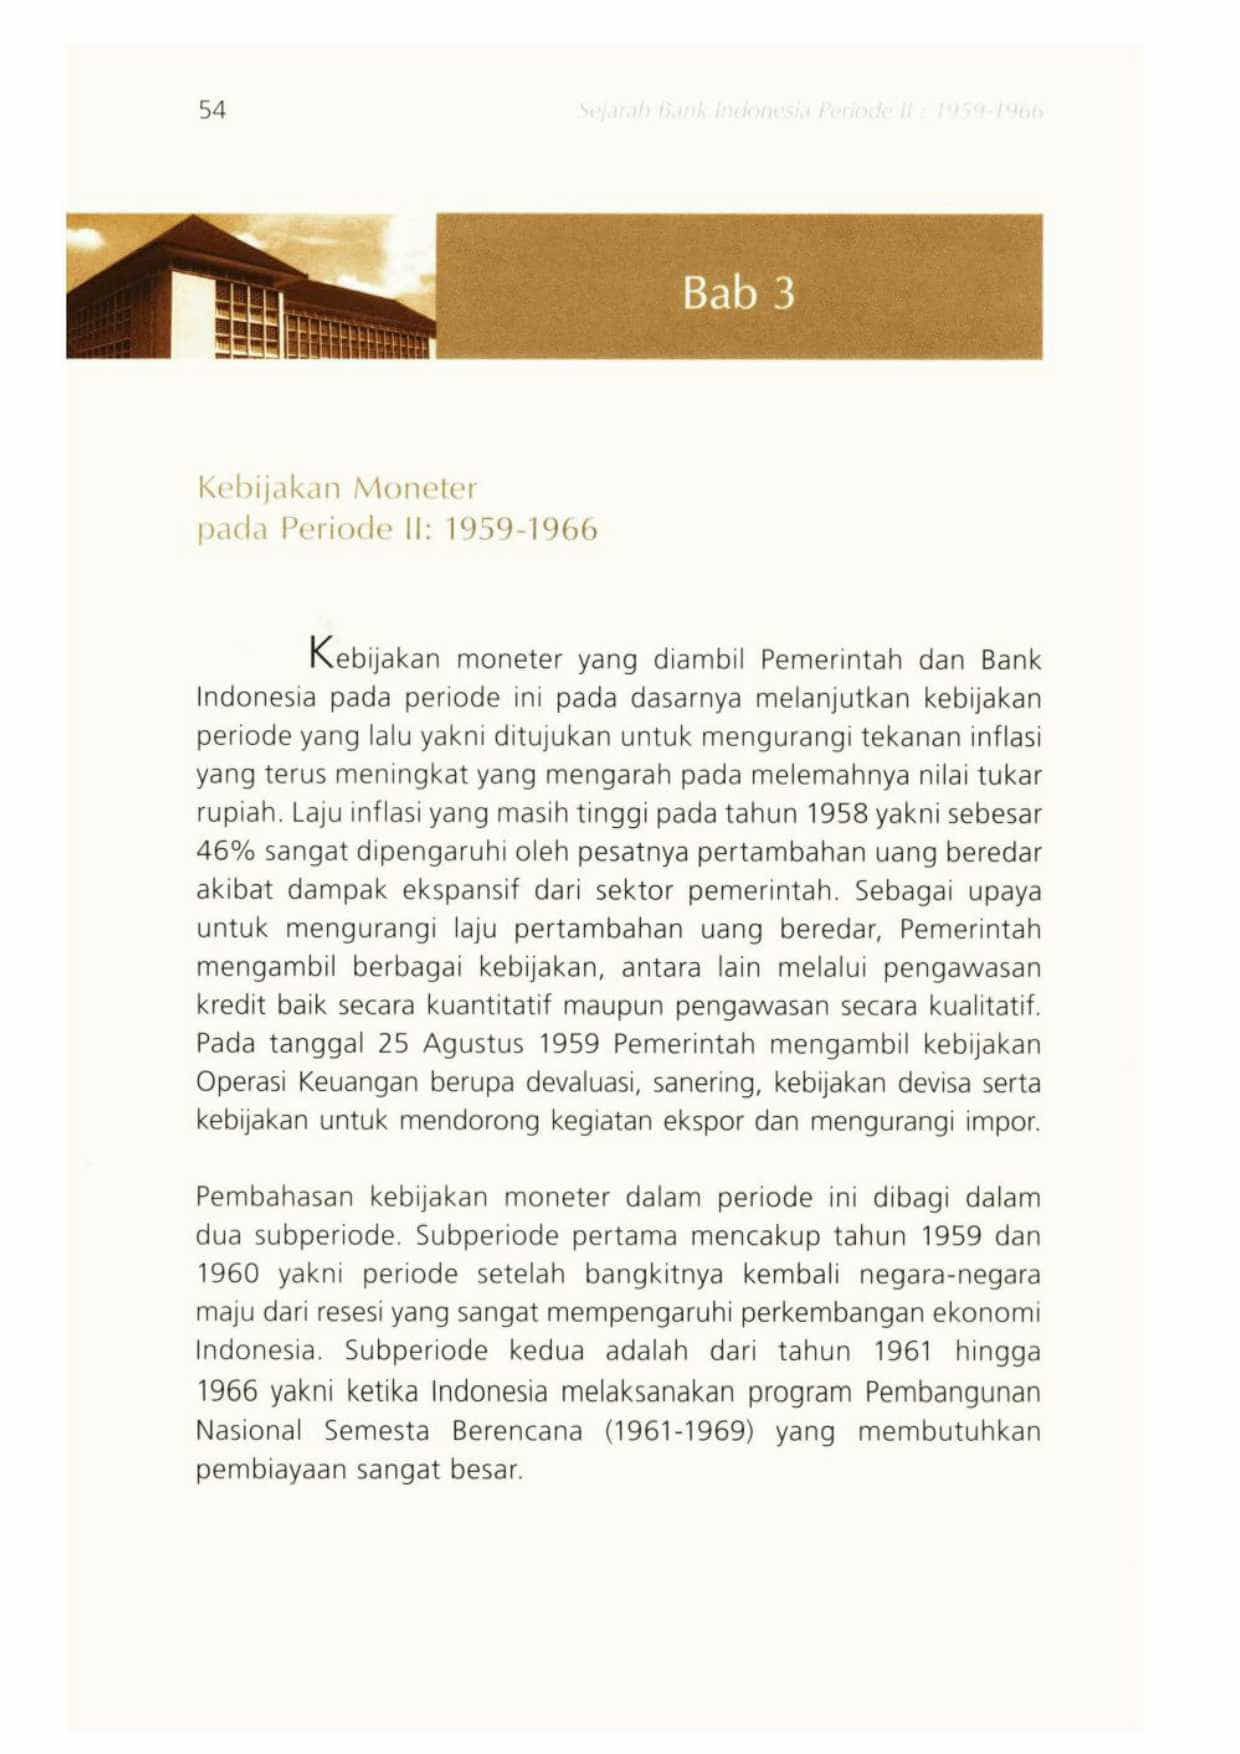 54
Sejarah Bank Indonesia Periode II : 1959-1966
Bab 3
Kebijakan Moneter
pada Periode II: 1959-1966
Kebijakan moneter yang diambil Pemerintah dan Bank
Indonesia pada periode ini pada dasarnya melanjutkan kebijakan
periode yang lalu yakni ditujukan untuk mengurangi tekanan inflasi
yang terus meningkat yang mengarah pada melemahnya nilai tukar
rupiah. Laju inflasi yang masih tinggi pada tahun 1958 yakni sebesar
46% sangat dipengaruhi oleh pesatnya pertambahan uang beredar
akibat dampak ekspansif dari sektor pemerintah. Sebagai upaya
untuk mengurangi laju pertambahan uang beredar, Pemerintah
mengambil berbagai kebijakan, antara lain melalui pengawasan
kredit baik secara kuantitatif maupun pengawasan secara kualitatif.
Pada tanggal 25 Agustus 1959 Pemerintah mengambil kebijakan
Operasi Keuangan berupa devaluasi, sanering, kebijakan devisa serta
kebijakan untuk mendorong kegiatan ekspor dan mengurangi impor.
Pembahasan kebijakan moneter dalam periode ini dibagi dalam
dua subperiode. Subperiode pertama mencakup tahun 1959 dan
1960 yakni periode setelah bangkitnya kembali negara-negara
maju dari resesi yang sangat mempengaruhi perkembangan ekonomi
Indonesia. Subperiode kedua adalah dari tahun 1961 hingga
1966 yakni ketika Indonesia melaksanakan program Pembangunan
Nasional Semesta Berencana (1961-1969) yang membutuhkan
pembiayaan sangat besar.